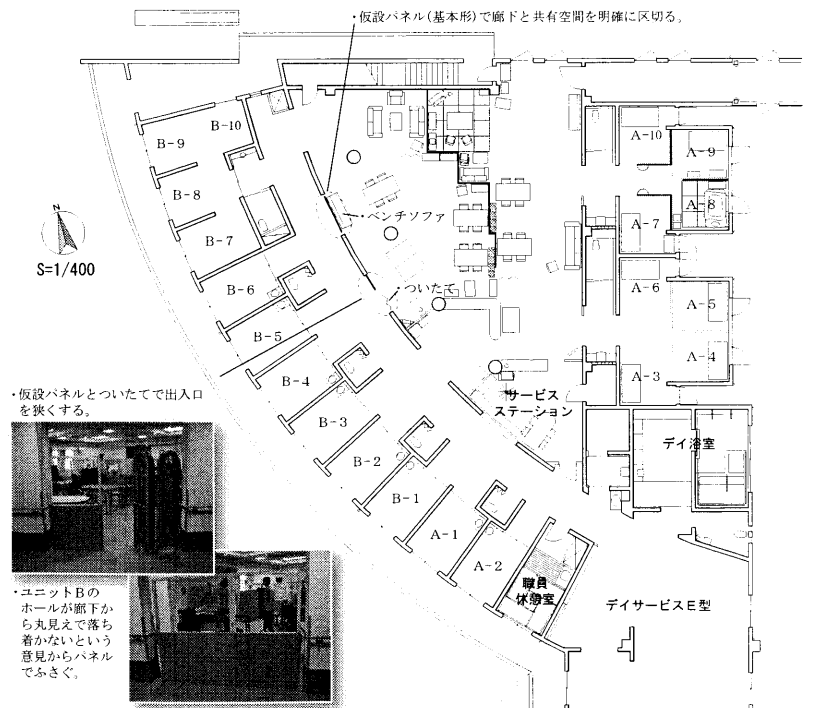 ・仮設パネル(基本形)で廊下と共有空間を明確に区切る。
B-10
B-9
A-10
A-9
B-8
A-8
・ベンチソファ
A-7
B-7
N
S=1/400
B-6
A-6
・ついたて
A-5
B-5
A-4
B-4
A-3
・仮設パネルとついたてで出入口
を狭くする。
サービス
ステーション
B-3
デイ浴室
B-2
B-1
A-1
A-2
・ユニットBの
ホールが廊下か
ら丸見えで落ち
着かないという
意見からパネル
でふさぐ。
職員
休憩室
デイサービスE型